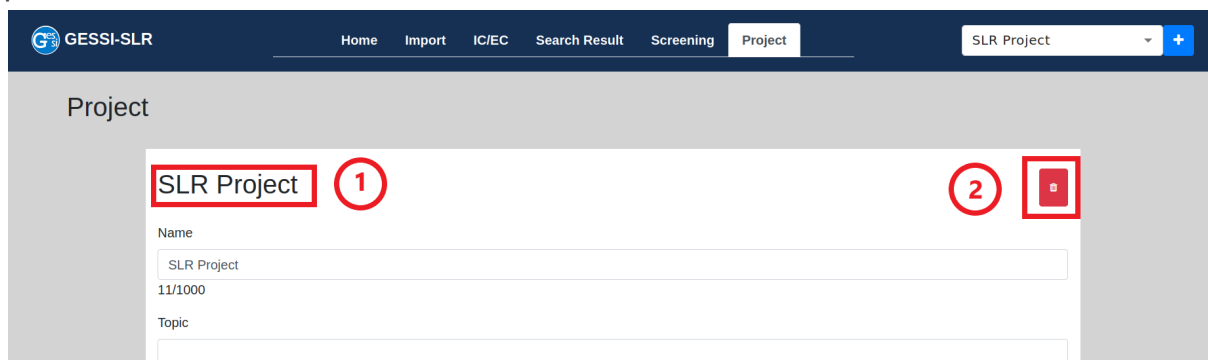 GESSI-SLR Home Import IC/EC Search Result Screening Project SLR Project +
Project
SLR Project 1 2
Name
SLR Project
11/1000
Topic